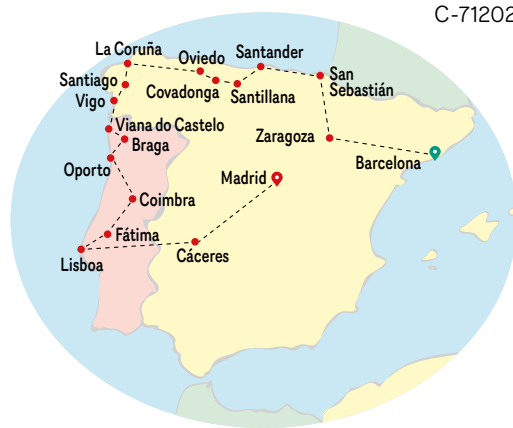 C-71202
La Coruña
Oviedo
Santander
Santiago
Covadonga
Santillana
San
Sebastián
Vigo
Viana do Castelo
Braga
Zaragoza
Oporto
Madrid
Barcelona
Coimbra
Fátima
Lisboa
Cáceres